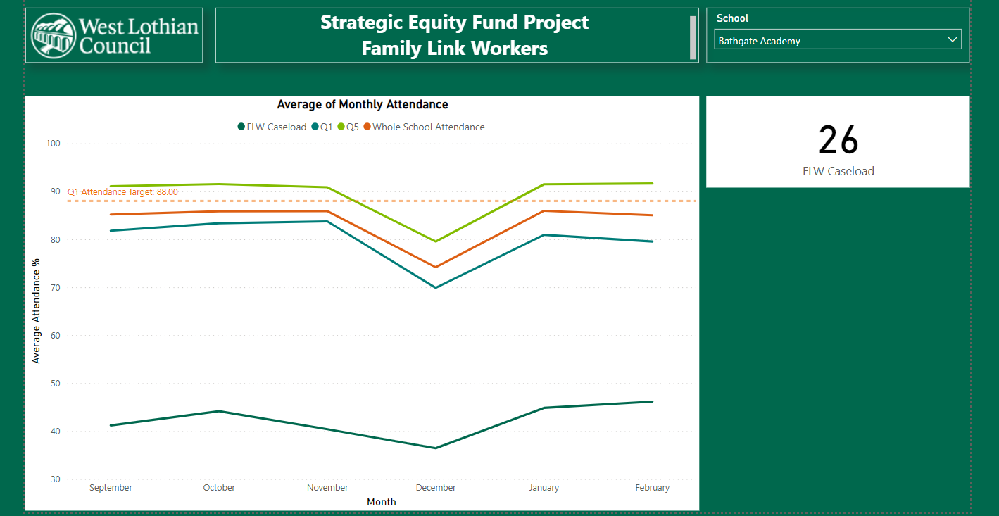 West Lothian
Council
Strategic Equity Fund Project
Family Link Workers
School
Bathgate Academy
Average of Monthly Attendance
FLW Caseload Q1 Q5 Whole School Attendance
100
90
Q1 Attendance Target: 88.00
80
70
60
50
40
30
Average Attendance %
September October November December January February
Month
26
FLW Caseload